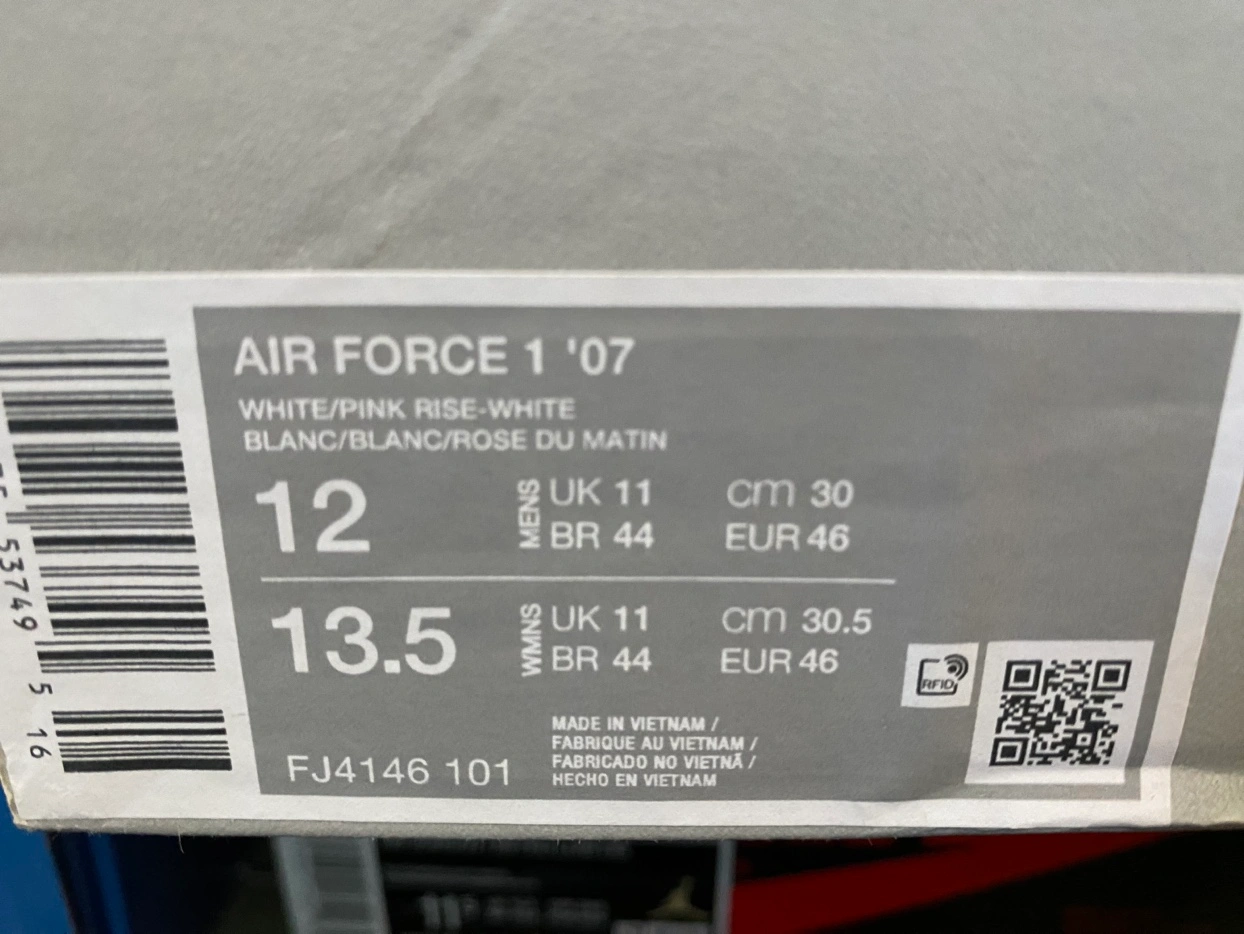 AIR FORCE 1 '07
WHITE/PINK RISE-WHITE
BLANC/BLANC/ROSE DU MATIN
12 MENS UK 11 cm 30
BR 44 EUR 46
13.5 WMNS UK 11 cm 30.5
BR 44 EUR 46
MADE IN VIETNAM /
FABRIQUE AU VIETNAM /
FABRICADO NO VIETNÃ /
HECHO EN VIETNAM
FJ4146 101
RFID
53749 5 16